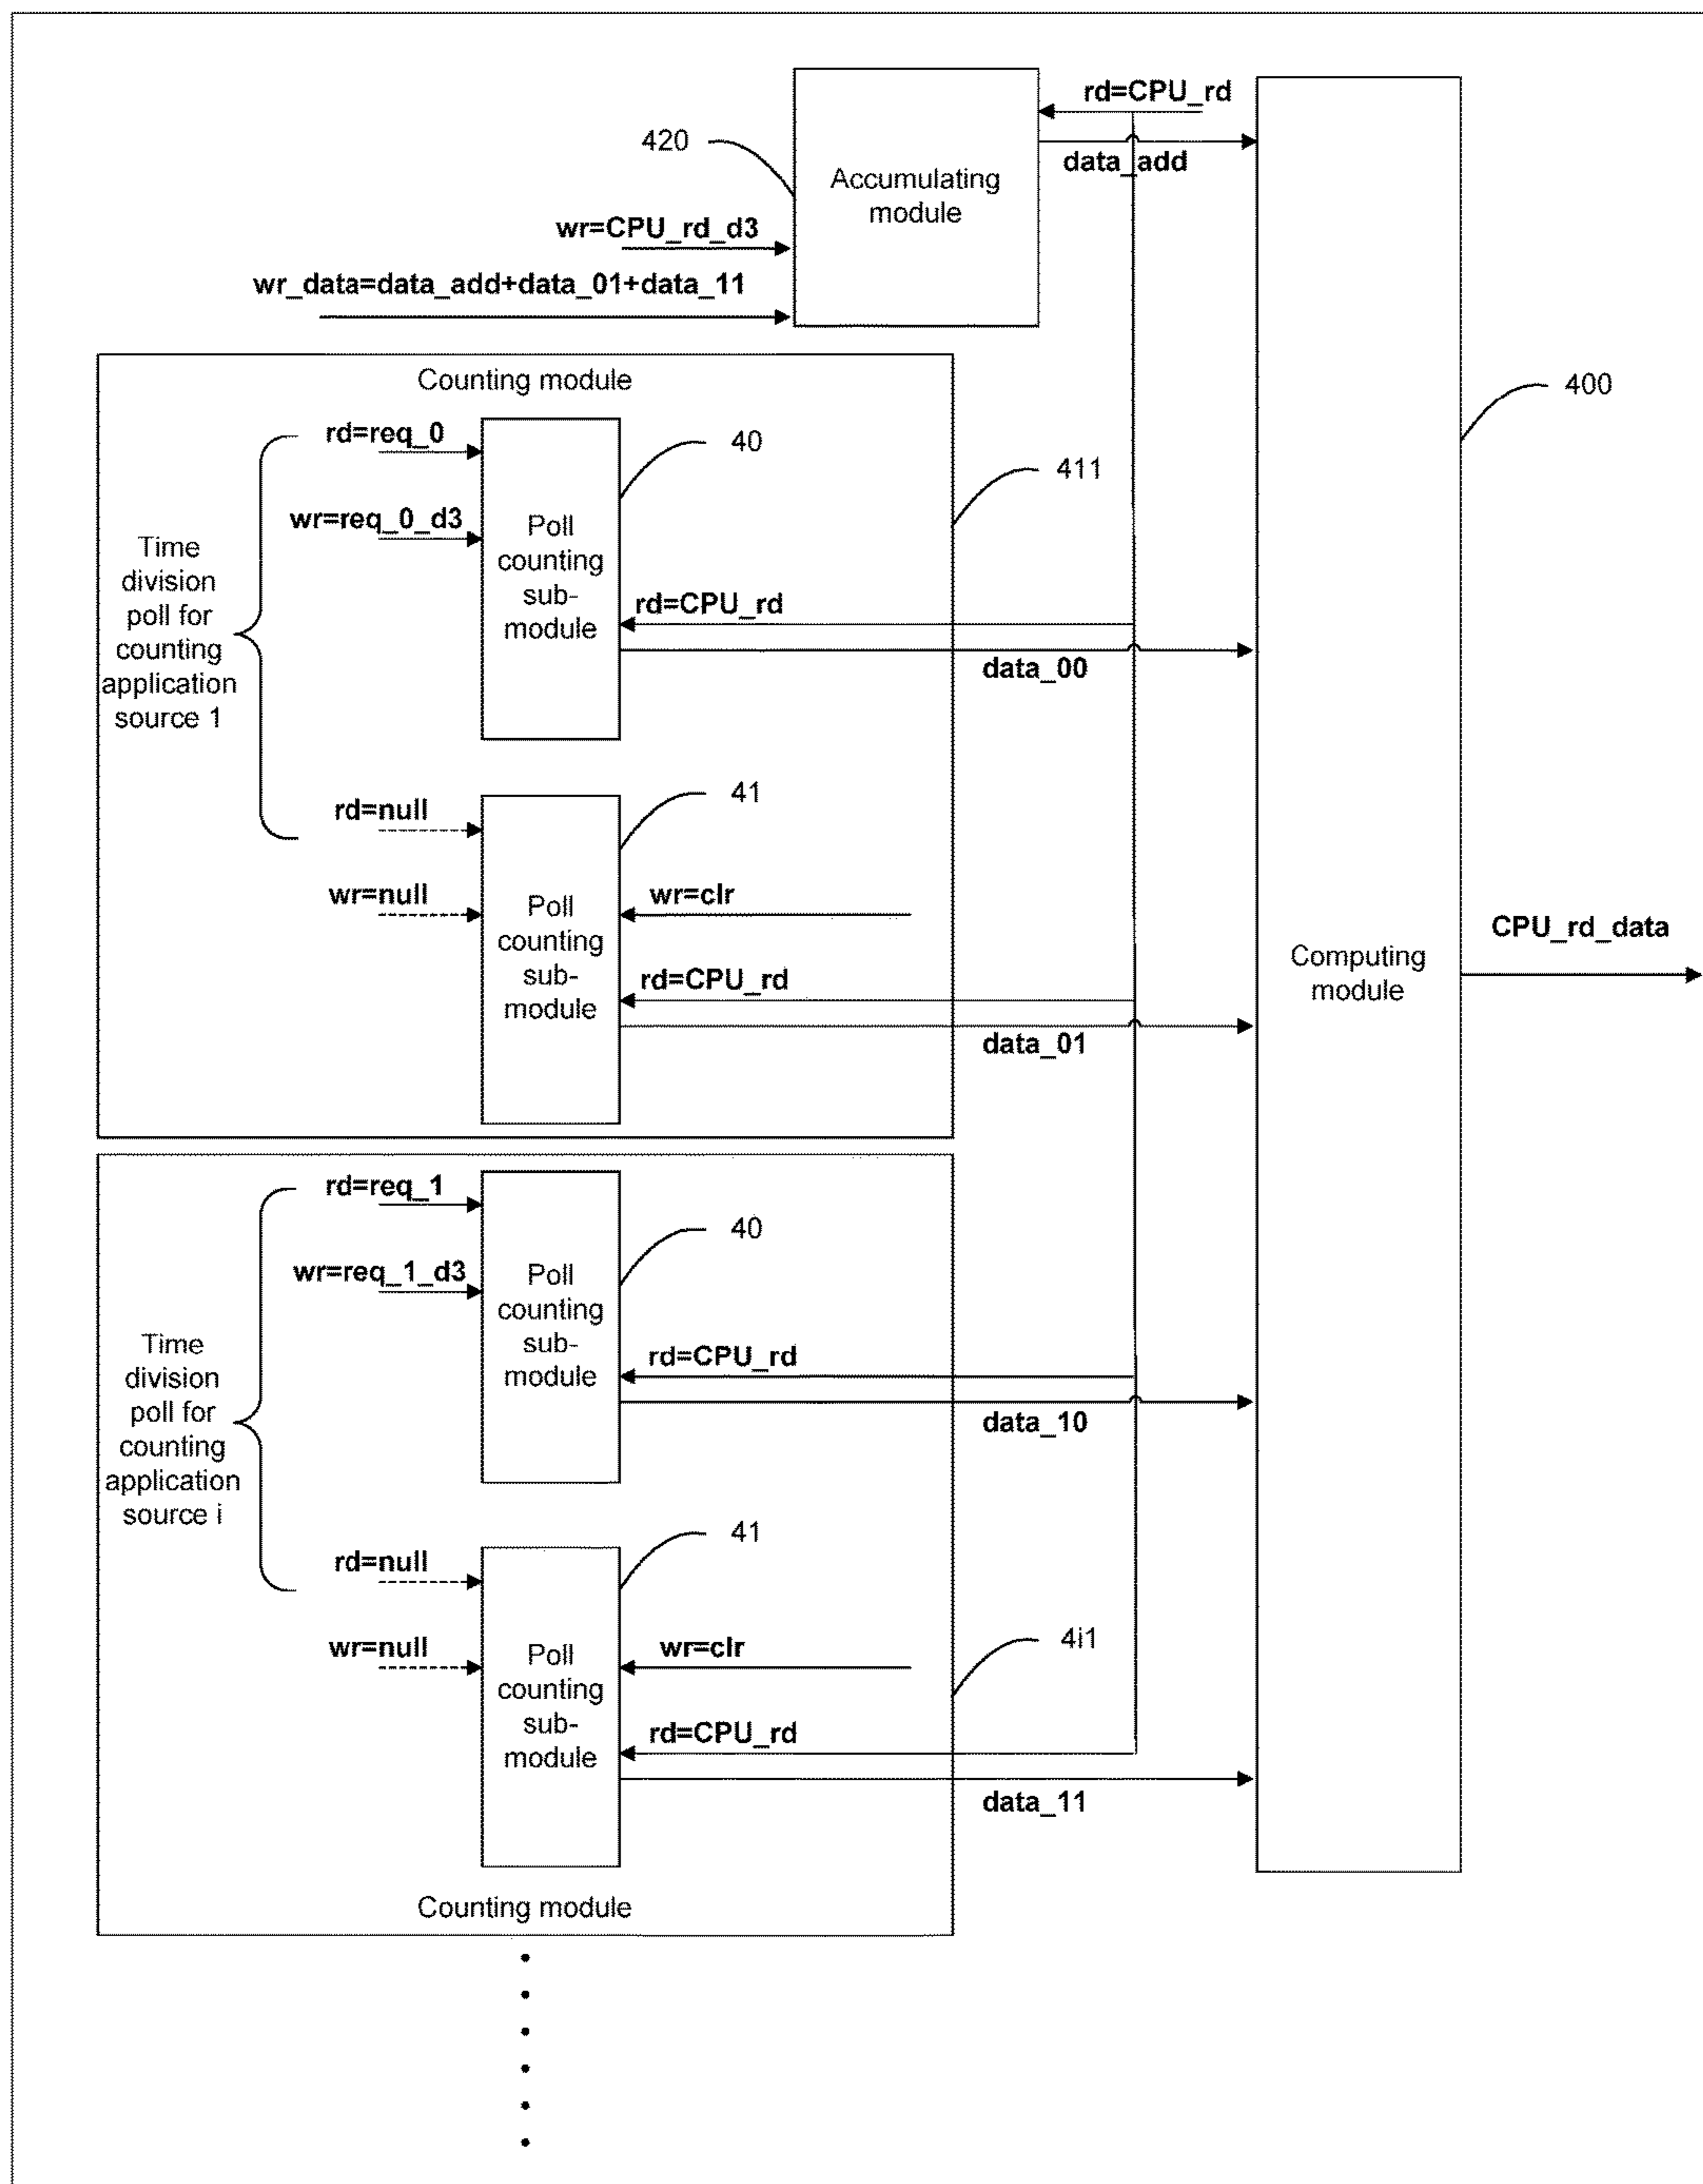 rd=CPU_rd
420
data_add
Accumulating
module
wr=CPU_rd_d3
wr_data=data_add+data_01+data_11
Counting module
400
rd=req_0
40
411
wr=req_0_d3
Poll
counting
sub-
module
Time
division
poll for
counting
application
source 1
rd=CPU_rd
data_00
rd=null
41
wr=null
wr=clr
Poll
counting
sub-
module
CPU_rd_data
Computing
module
rd=CPU_rd
data_01
rd=req_1
40
wr=req_1_d3
Poll
counting
sub-
module
Time
division
poll for
counting
application
source i
rd=CPU_rd
data_10
41
rd=null
wr=null
wr=clr
4i1
Poll
counting
sub-
module
rd=CPU_rd
data_11
Counting module